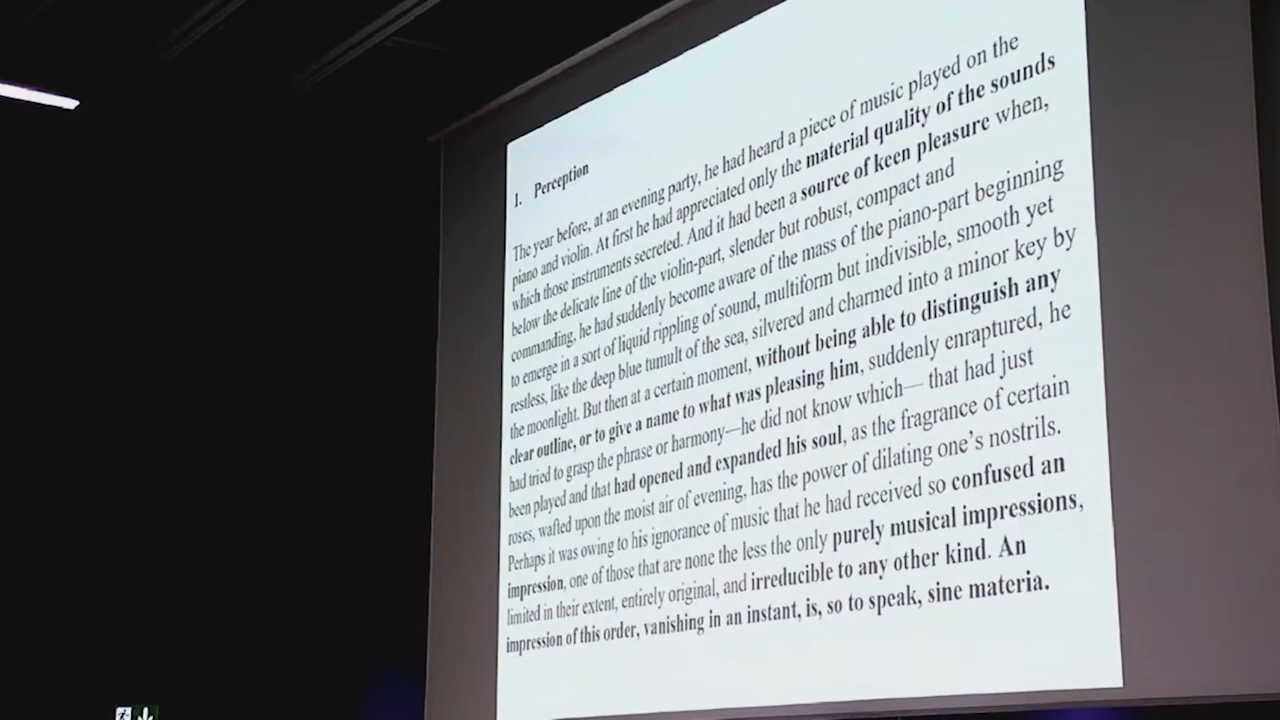 1. Perception
The year before, at an evening party, he had heard a piece of music played on the
piano and violin. At first he had appreciated only the material quality of the sounds
which those instruments secreted. And it had been a source of keen pleasure when,
below the delicate line of the violin-part, slender but robust, compact and
commanding, he had suddenly become aware of the mass of the piano-part beginning
to emerge in a sort of liquid rippling of sound, multiform but indivisible, smooth yet
restless, like the deep blue tumult of the sea, silvered and charmed into a minor key by
the moonlight. But then at a certain moment, without being able to distinguish any
clear outline, or to give a name to what was pleasing him, suddenly enraptured, he
had tried to grasp the phrase or harmony—he did not know which— that had just
been played and that had opened and expanded his soul, as the fragrance of certain
roses, wafted upon the moist air of evening, has the power of dilating one’s nostrils.
Perhaps it was owing to his ignorance of music that he had received so confused an
impression, one of those that are none the less the only purely musical impressions,
limited in their extent, entirely original, and irreducible to any other kind. An
impression of this order, vanishing in an instant, is, so to speak, sine materia.